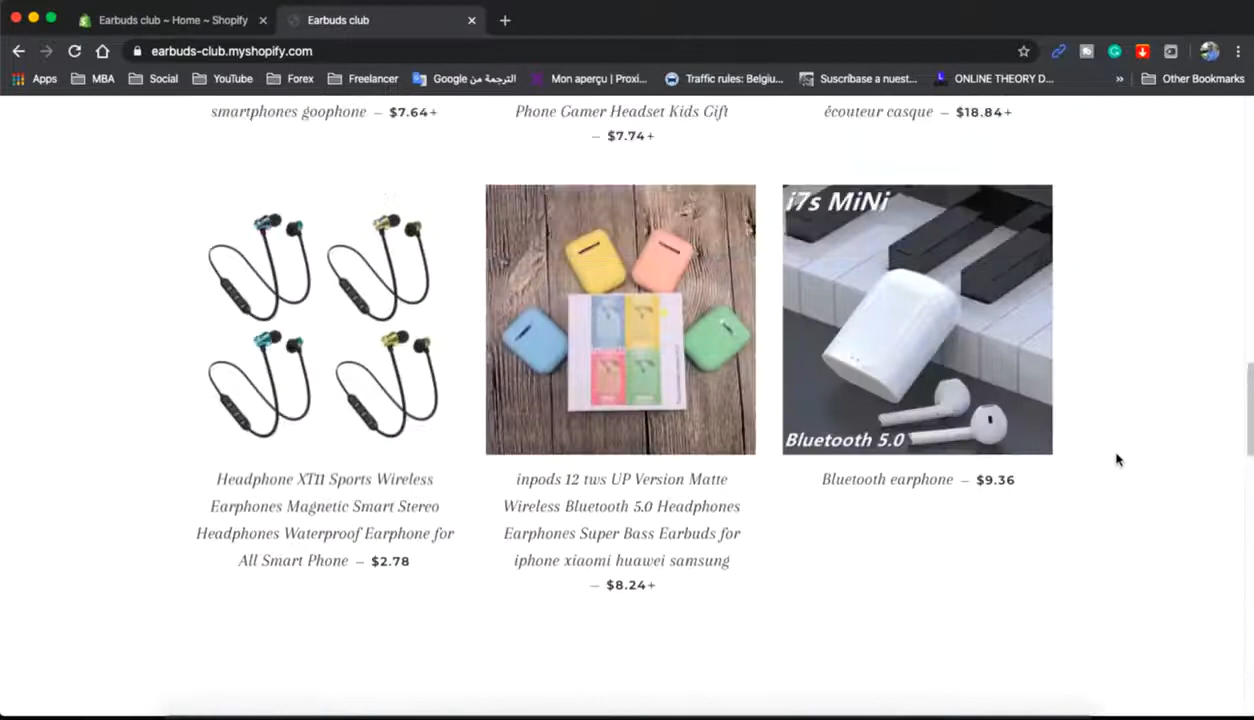 Earbuds club ~ Home ~ Shopify
Earbuds club
earbuds-club.myshopify.com
Apps
MBA
Social
YouTube
Forex
Freelancer
Google الترجمة من
Mon aperçu | Proxi...
Traffic rules: Belgiu...
Suscríbase a nuest...
ONLINE THEORY D...
»
Other Bookmarks
smartphones goophone — $7.64+
Phone Gamer Headset Kids Gift
— $7.74+
écouteur casque — $18.84+
i7s MiNi
Bluetooth 5.0
Headphone XT11 Sports Wireless
Earphones Magnetic Smart Stereo
Headphones Waterproof Earphone for
All Smart Phone — $2.78
inpods 12 tws UP Version Matte
Wireless Bluetooth 5.0 Headphones
Earphones Super Bass Earbuds for
iphone xiaomi huawei samsung
— $8.24+
Bluetooth earphone — $9.36